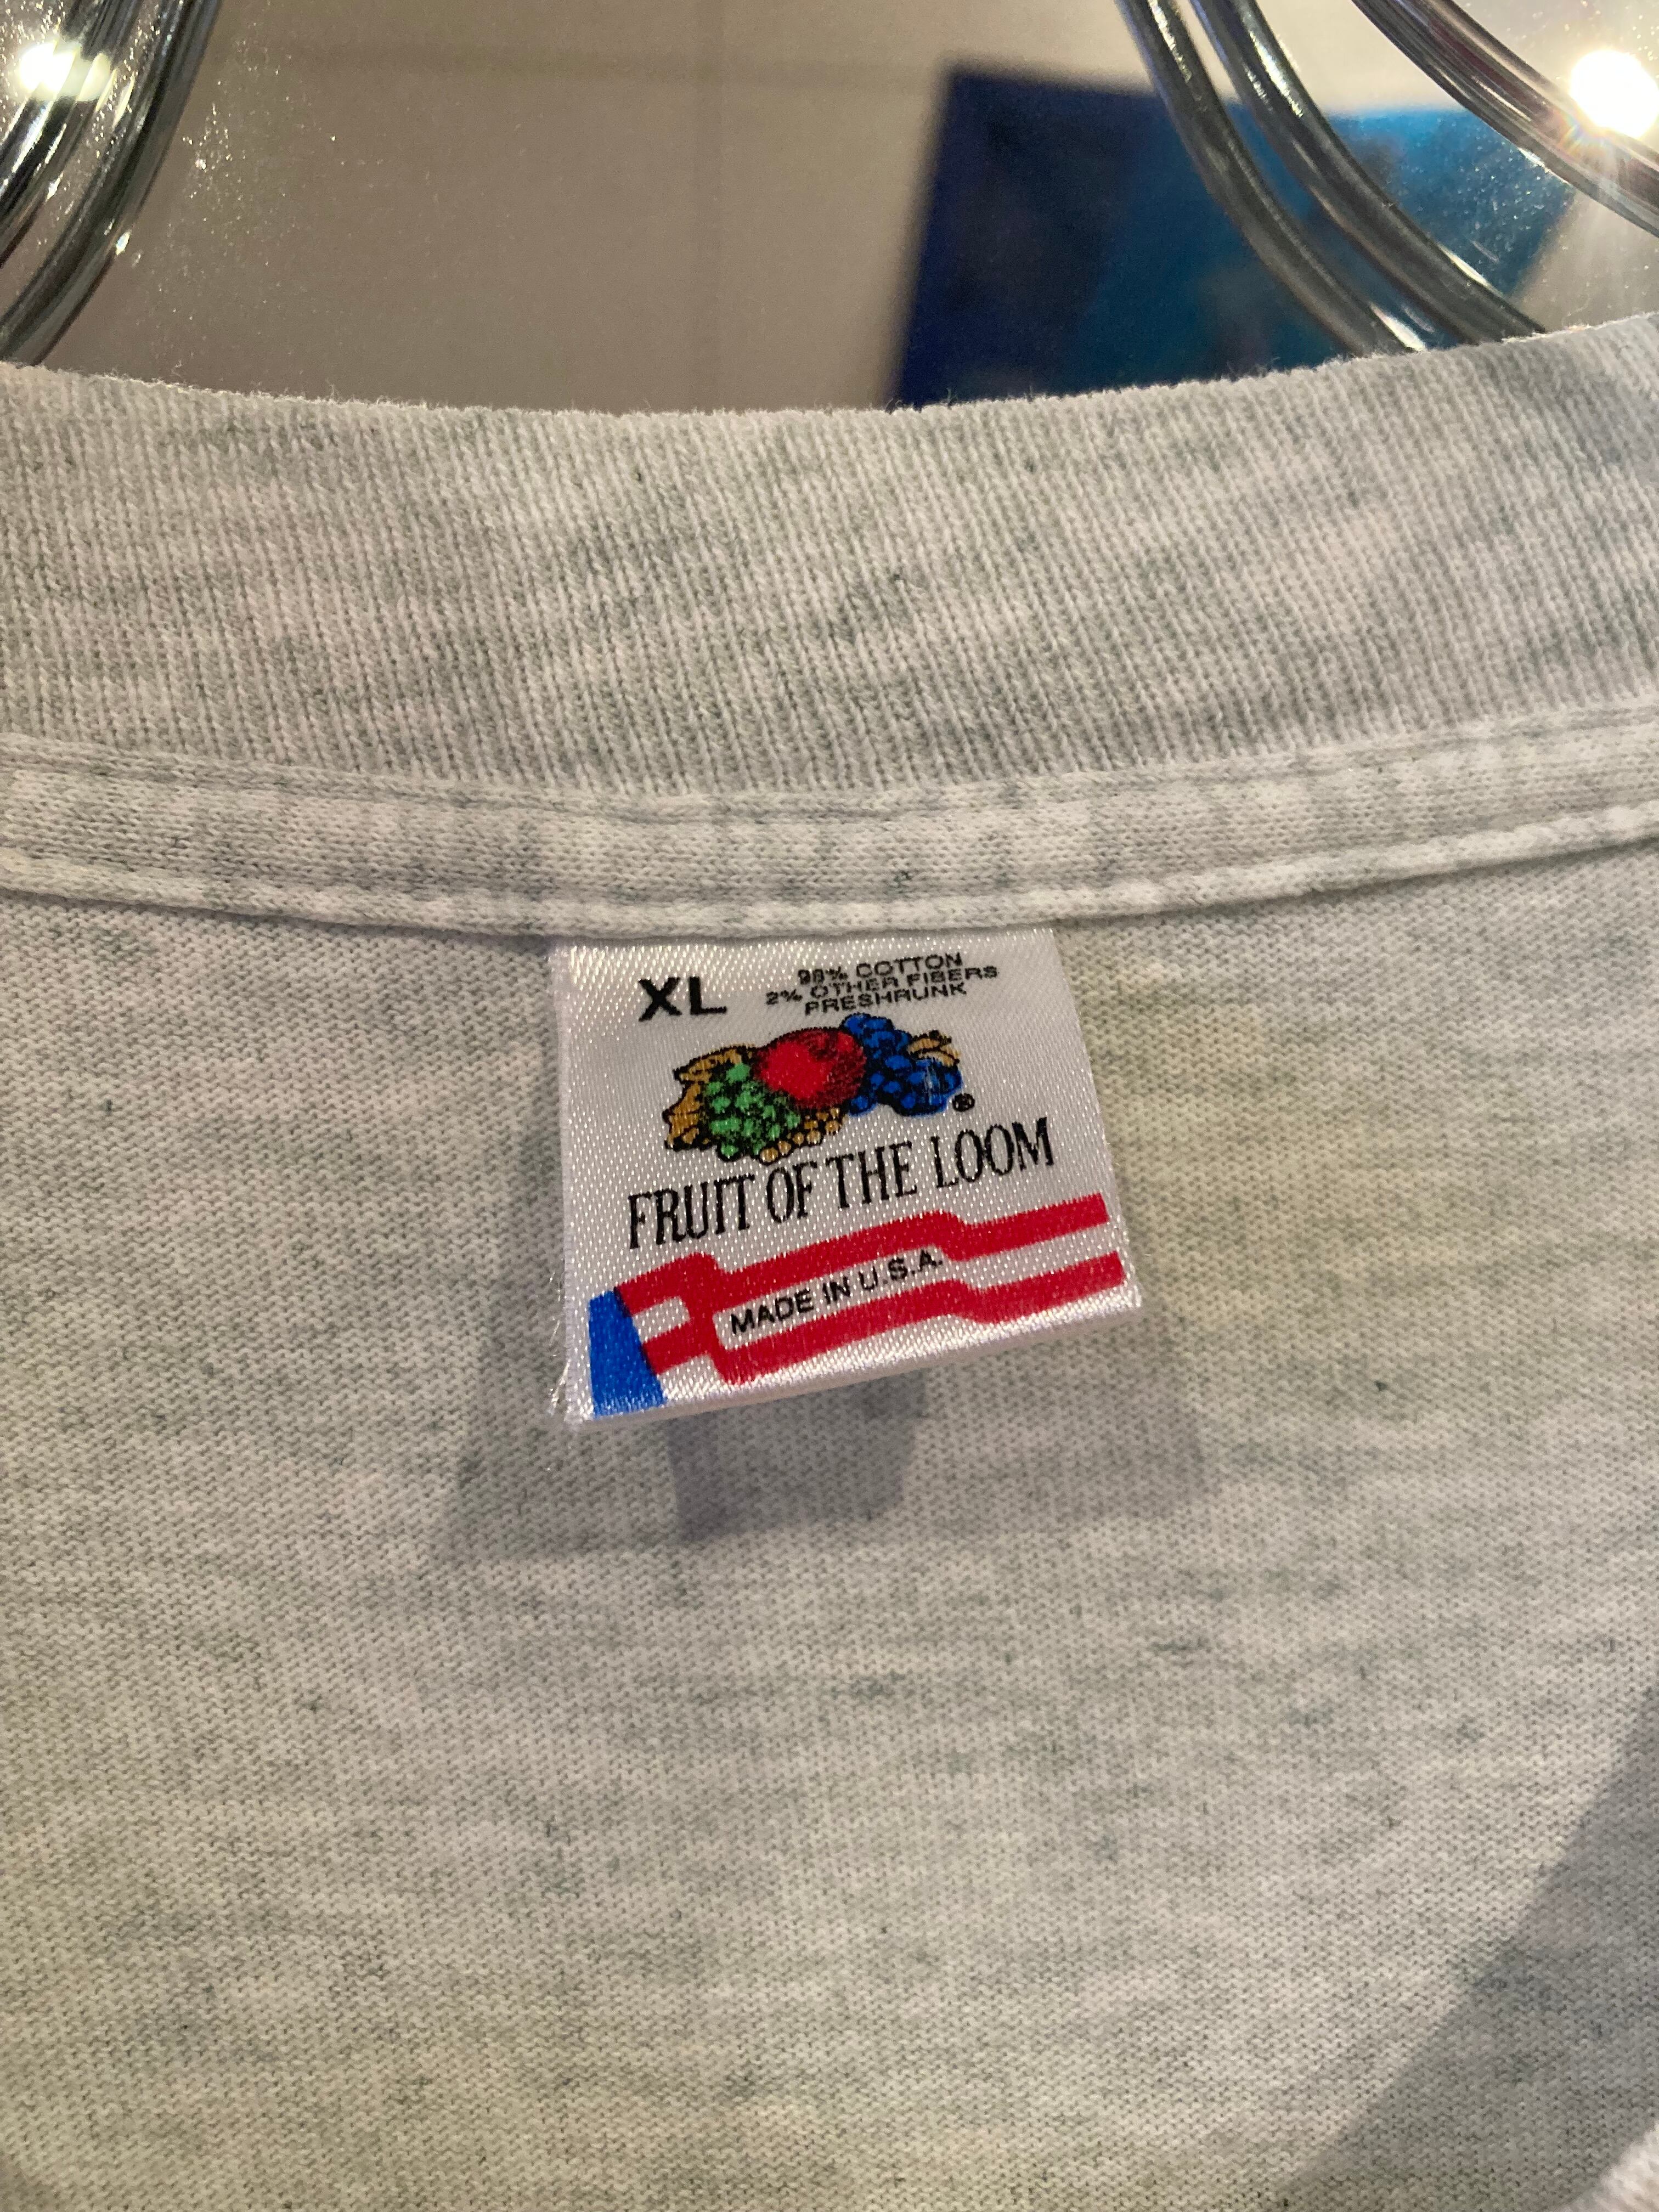 XL
98% COTTON
2% OTHER FIBERS
PRESHRUNK
®
FRUIT OF THE LOOM
MADE IN U.S.A.